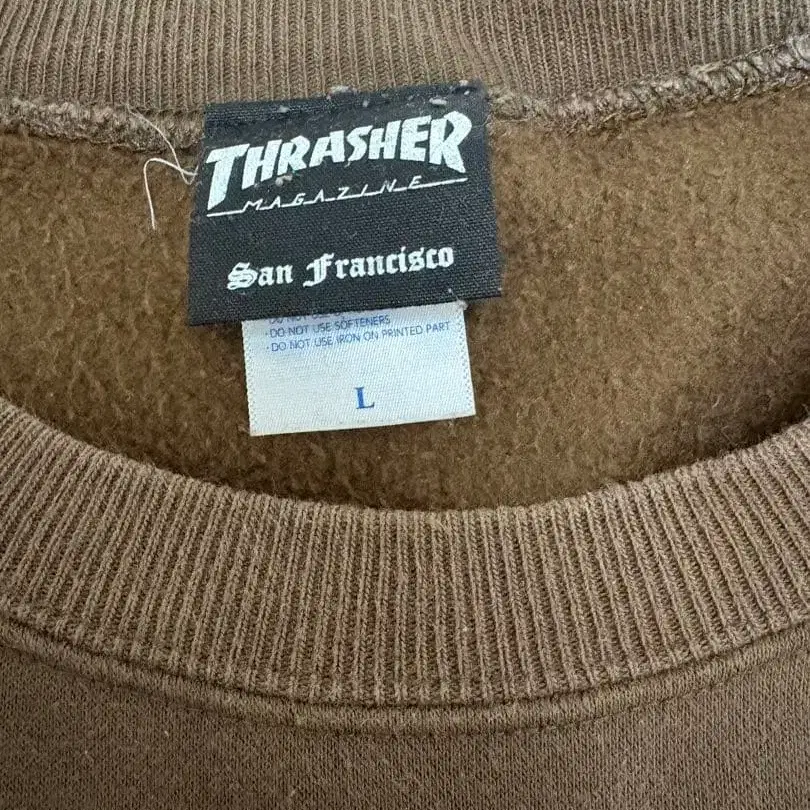 THRASHER
MAGAZINE
San Francisco
· DO NOT USE SOFTENERS
· DO NOT USE IRON ON PRINTED PART
L